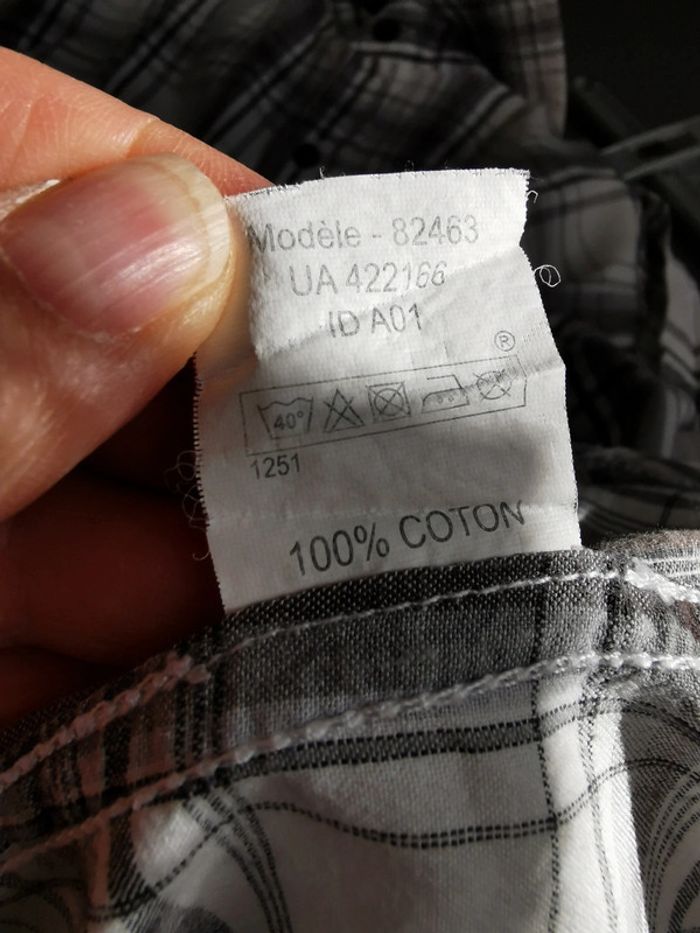 Modèle - 82463
UA 422166
ID A01
®
40°
1251
100% COTON